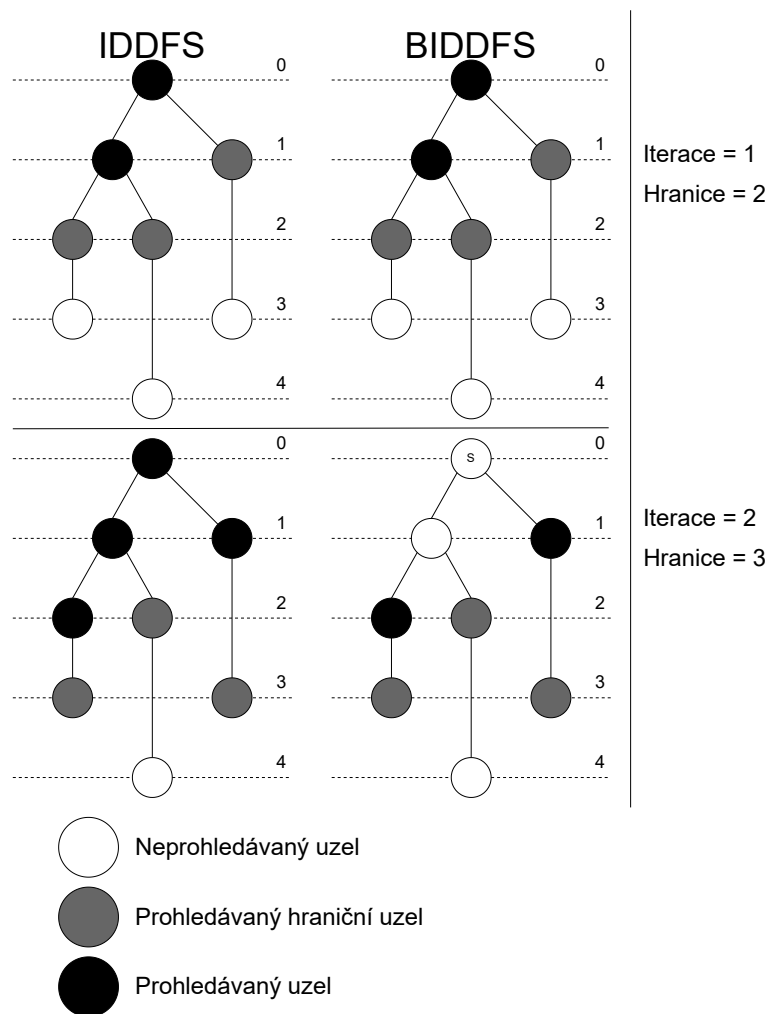 IDDFS BIDDFS
0 0
1 1
Iterace = 1
Hranice = 2
2 2
3 3
4 4
0 0
S
1 1
Iterace = 2
Hranice = 3
2 2
3 3
4 4
Neprohledávaný uzel
Prohledávaný hraniční uzel
Prohledávaný uzel